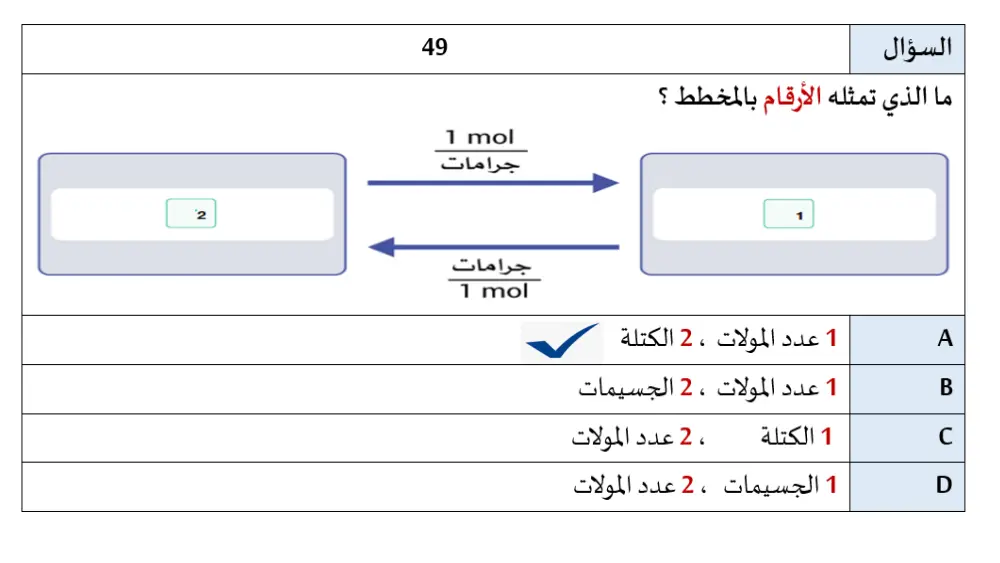 السؤال 49
ما الذي تمثله الأرقام بالمخطط ؟
1 mol
جرامات
1
2
جرامات
1 mol
A 1 عدد المولات ، 2 الكتلة
B 1 عدد المولات ، 2 الجسيمات
C 1 الكتلة ، 2 عدد المولات
D 1 الجسيمات ، 2 عدد المولات